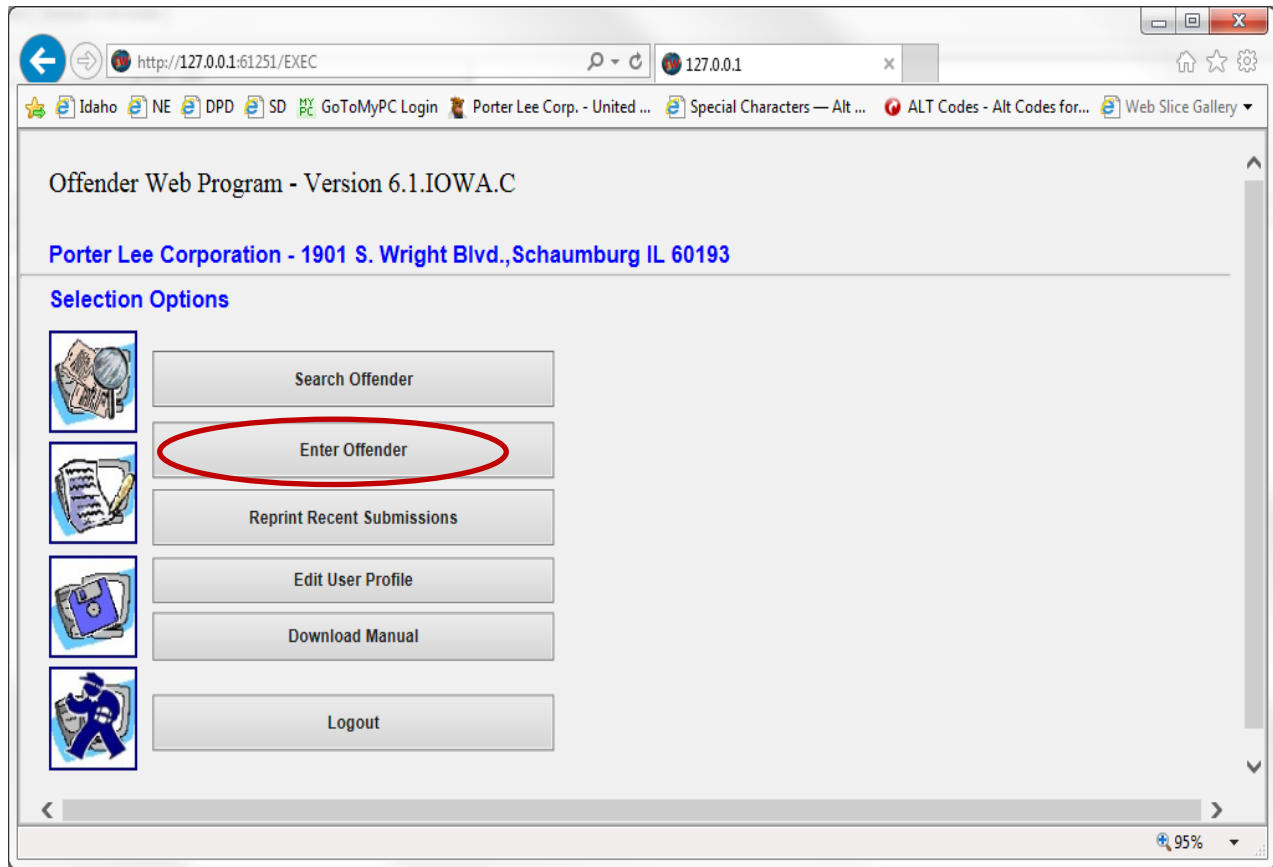 http://127.0.0.1:61251/EXEC
127.0.0.1
Idaho NE DPD SD MY PC GoToMyPC Login Porter Lee Corp. - United ... Special Characters — Alt ... ALT Codes - Alt Codes for... Web Slice Gallery
Offender Web Program - Version 6.1.IOWA.C
Porter Lee Corporation - 1901 S. Wright Blvd.,Schaumburg IL 60193
Selection Options
Search Offender
Enter Offender
Reprint Recent Submissions
Edit User Profile
Download Manual
Logout
95%